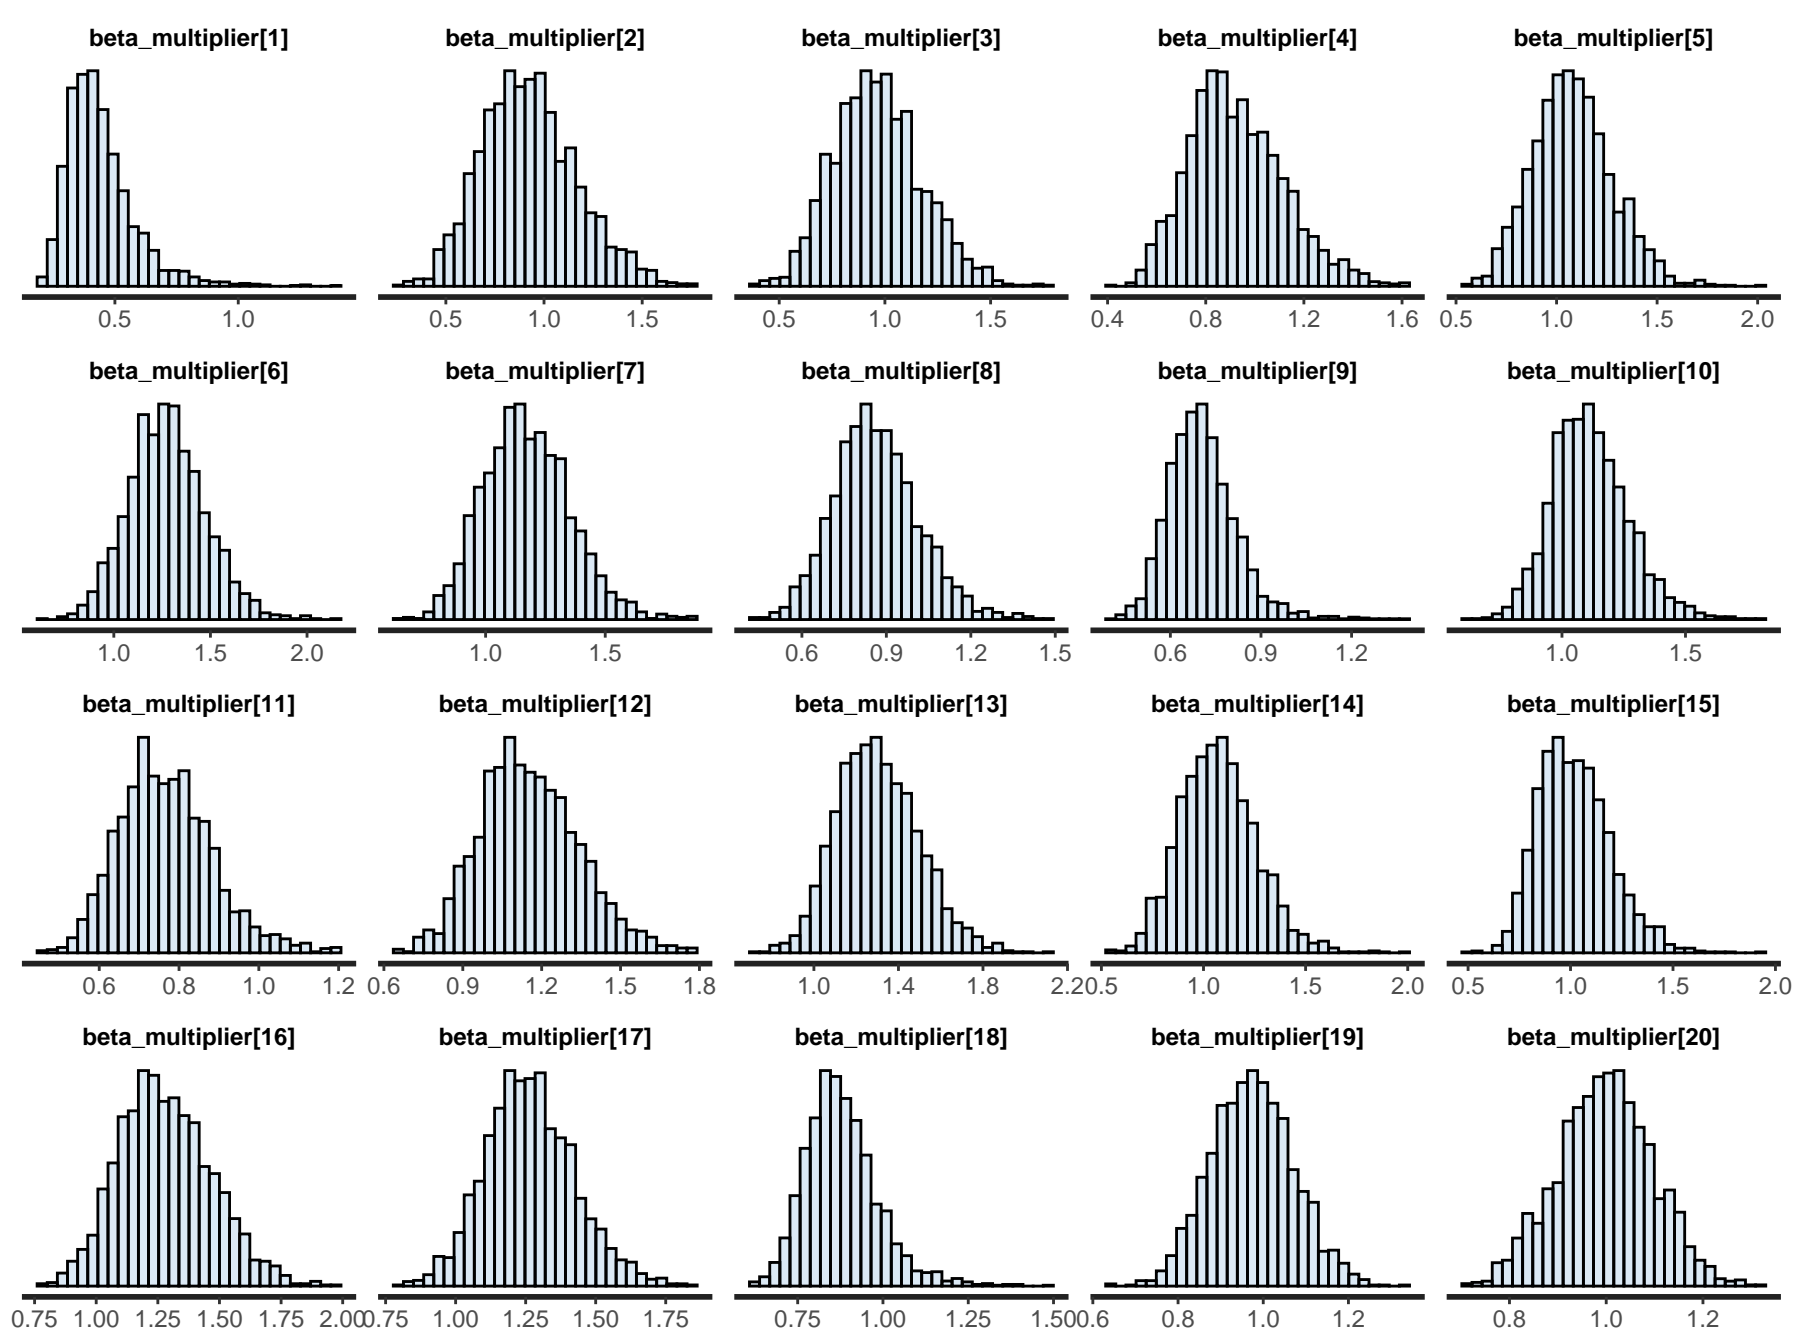 beta_multiplier[1] beta_multiplier[2] beta_multiplier[3] beta_multiplier[4] beta_multiplier[5]
0.5 1.0 0.5 1.0 1.5 0.5 1.0 1.5 0.4 0.8 1.2 1.6 0.5 1.0 1.5 2.0
beta_multiplier[6] beta_multiplier[7] beta_multiplier[8] beta_multiplier[9] beta_multiplier[10]
1.0 1.5 2.0 1.0 1.5 0.6 0.9 1.2 1.5 0.6 0.9 1.2 1.0 1.5
beta_multiplier[11] beta_multiplier[12] beta_multiplier[13] beta_multiplier[14] beta_multiplier[15]
0.6 0.8 1.0 1.2 0.6 0.9 1.2 1.5 1.8 1.0 1.4 1.8 2.2 0.5 1.0 1.5 2.0 0.5 1.0 1.5 2.0
beta_multiplier[16] beta_multiplier[17] beta_multiplier[18] beta_multiplier[19] beta_multiplier[20]
0.75 1.00 1.25 1.50 1.75 2.00 0.75 1.00 1.25 1.50 1.75 0.75 1.00 1.25 1.50 0.6 0.8 1.0 1.2 0.8 1.0 1.2